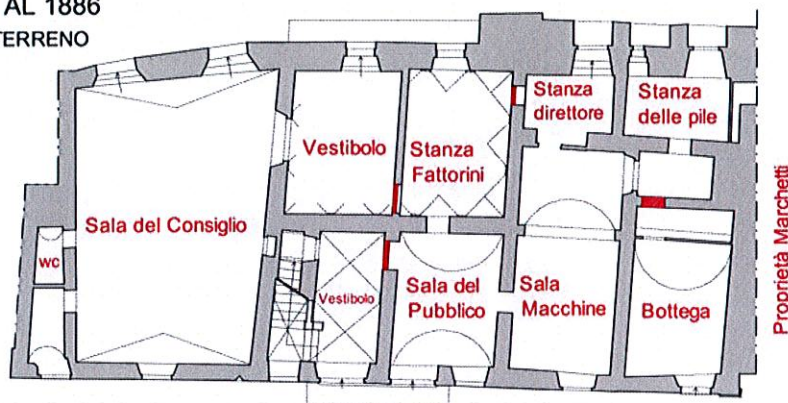 AL 1886
TERRENO
Stanza
direttore
Stanza
delle pile
Vestibolo
Stanza
Fattorini
Sala del Consiglio
wc
Vestibolo
Sala del
Pubblico
Sala
Macchine
Bottega
Proprietà Marchetti